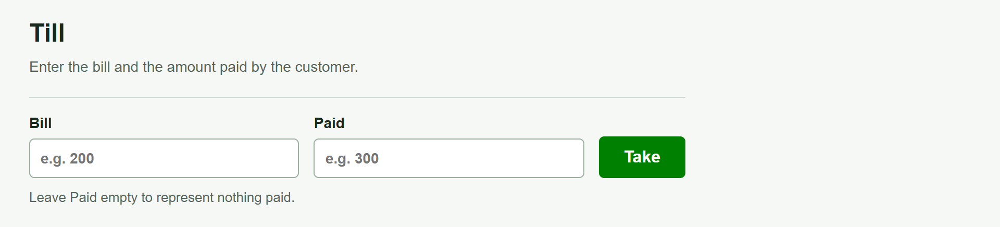 Till
Enter the bill and the amount paid by the customer.
Bill
Paid
e.g. 200
e.g. 300
Take
Leave Paid empty to represent nothing paid.